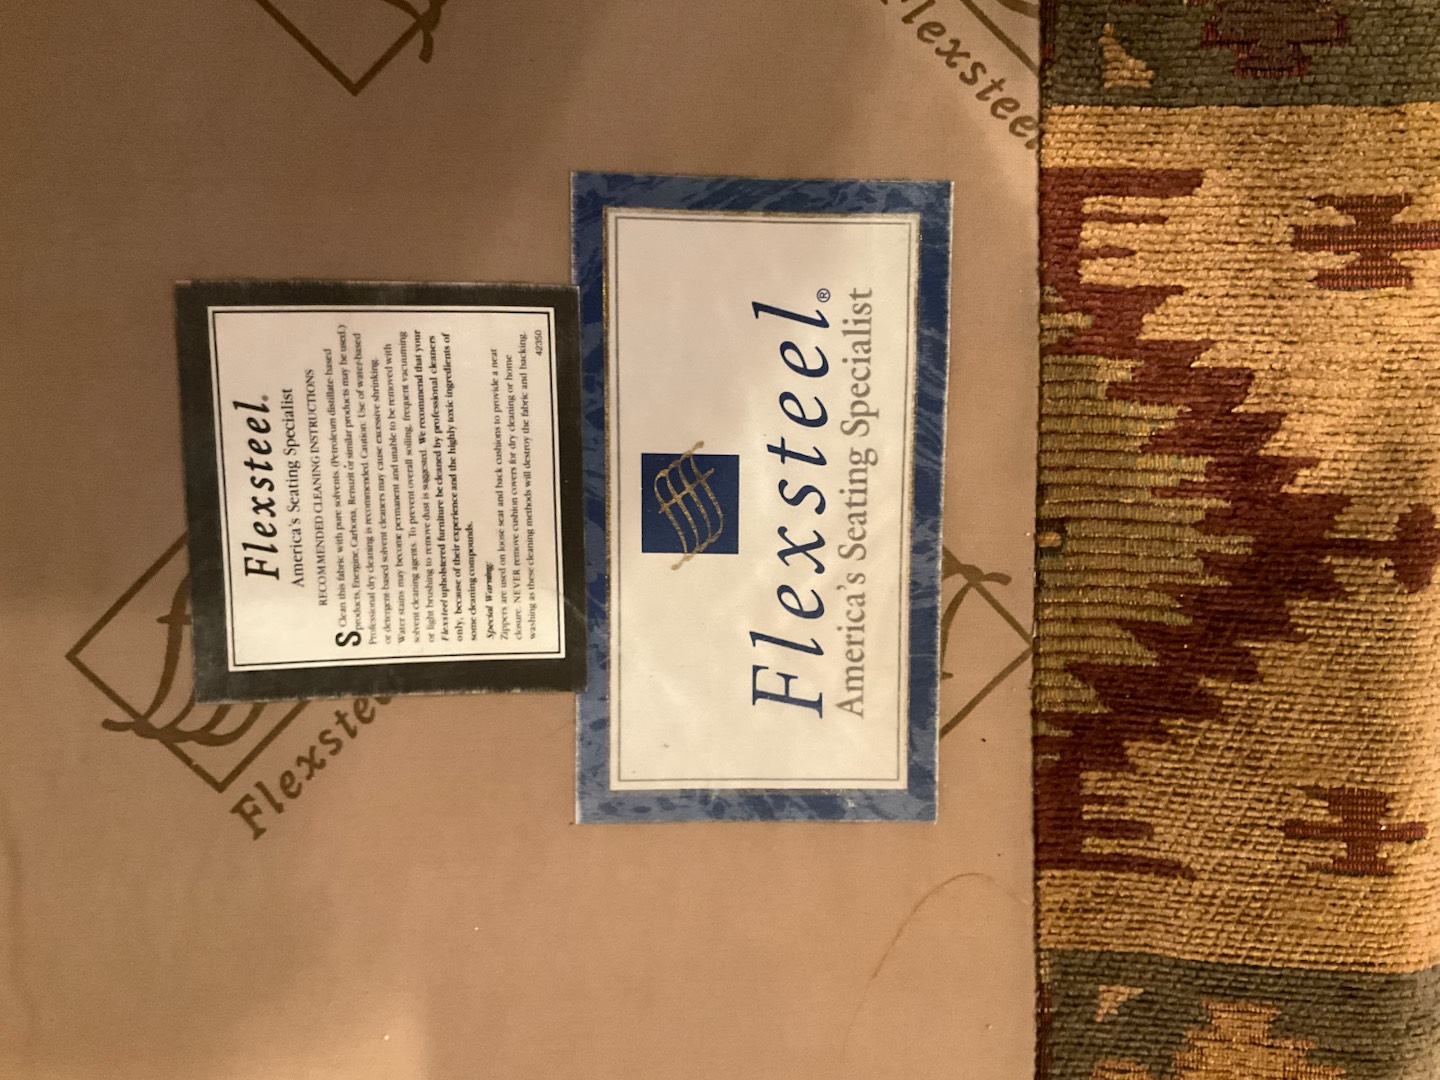 Flexsteel
Flexsteel.
America's Seating Specialist
RECOMMENDED CLEANING INSTRUCTIONS
S Clean this fabric with pure solvents. (Petroleum distillate-based
products, Energine, Carbona, Renuzit or similar products may be used.)
Professional dry cleaning is recommended. Caution: Use of water-based
or detergent-based solvent cleaners may cause excessive shrinking.
Water stains may become permanent and unable to be removed with
solvent cleaning agents. To prevent overall soiling, frequent vacuuming
or light brushing to remove dust is suggested. We recommend that your
Flexsteel upholstered furniture be cleaned by professional cleaners
only, because of their experience and the highly toxic ingredients of
some cleaning compounds.
Special Warning:
Zippers are used on loose seat and back cushions to provide a neat
closure. NEVER remove cushion covers for dry cleaning or home
washing as these cleaning methods will destroy the fabric and backing.
42350
Flexsteel
Flexsteel®
America's Seating Specialist